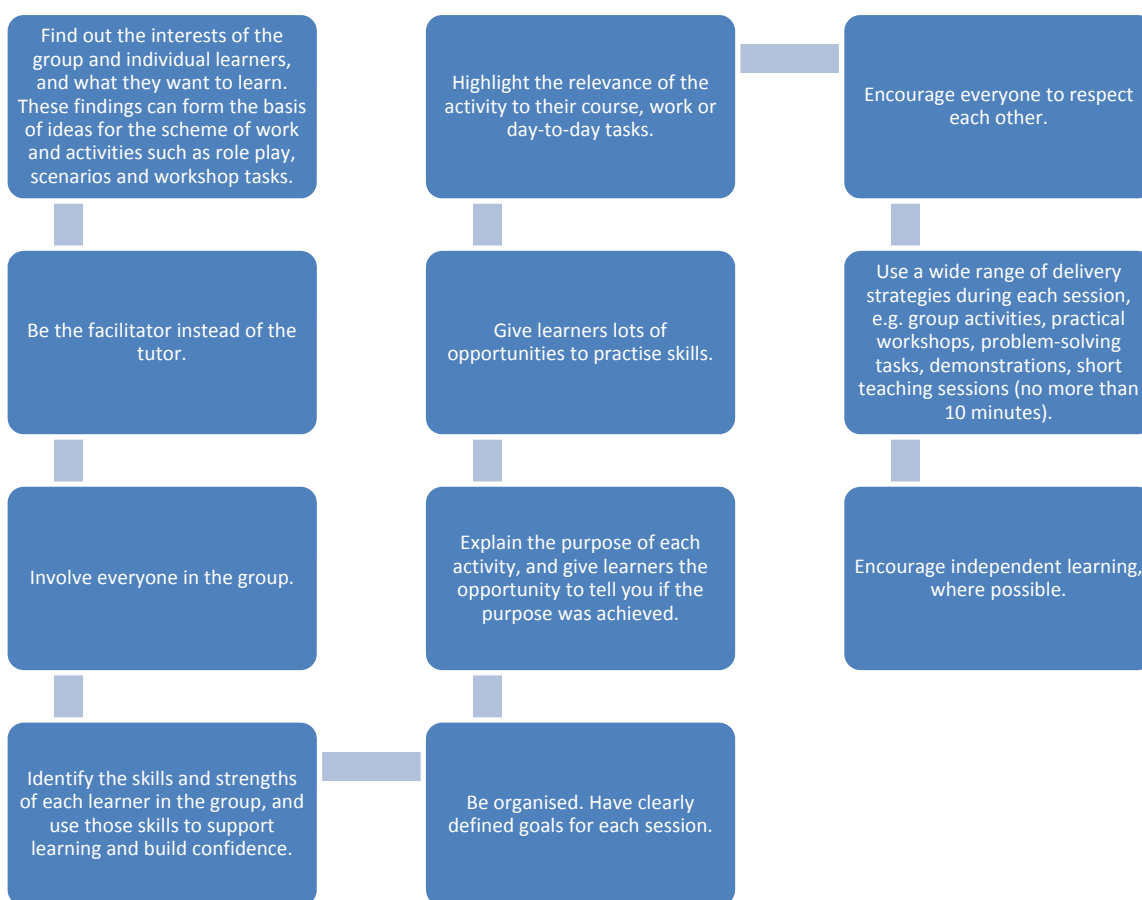 Find out the interests of the
group and individual learners,
and what they want to learn.
These findings can form the basis
of ideas for the scheme of work
and activities such as role play,
scenarios and workshop tasks.
Be the facilitator instead of the
tutor.
Involve everyone in the group.
Identify the skills and strengths
of each learner in the group, and
use those skills to support
learning and build confidence.
Be organised. Have clearly
defined goals for each session.
Explain the purpose of each
activity, and give learners the
opportunity to tell you if the
purpose was achieved.
Give learners lots of
opportunities to practise skills.
Highlight the relevance of the
activity to their course, work or
day-to-day tasks.
Encourage everyone to respect
each other.
Use a wide range of delivery
strategies during each session,
e.g. group activities, practical
workshops, problem-solving
tasks, demonstrations, short
teaching sessions (no more than
10 minutes).
Encourage independent learning,
where possible.